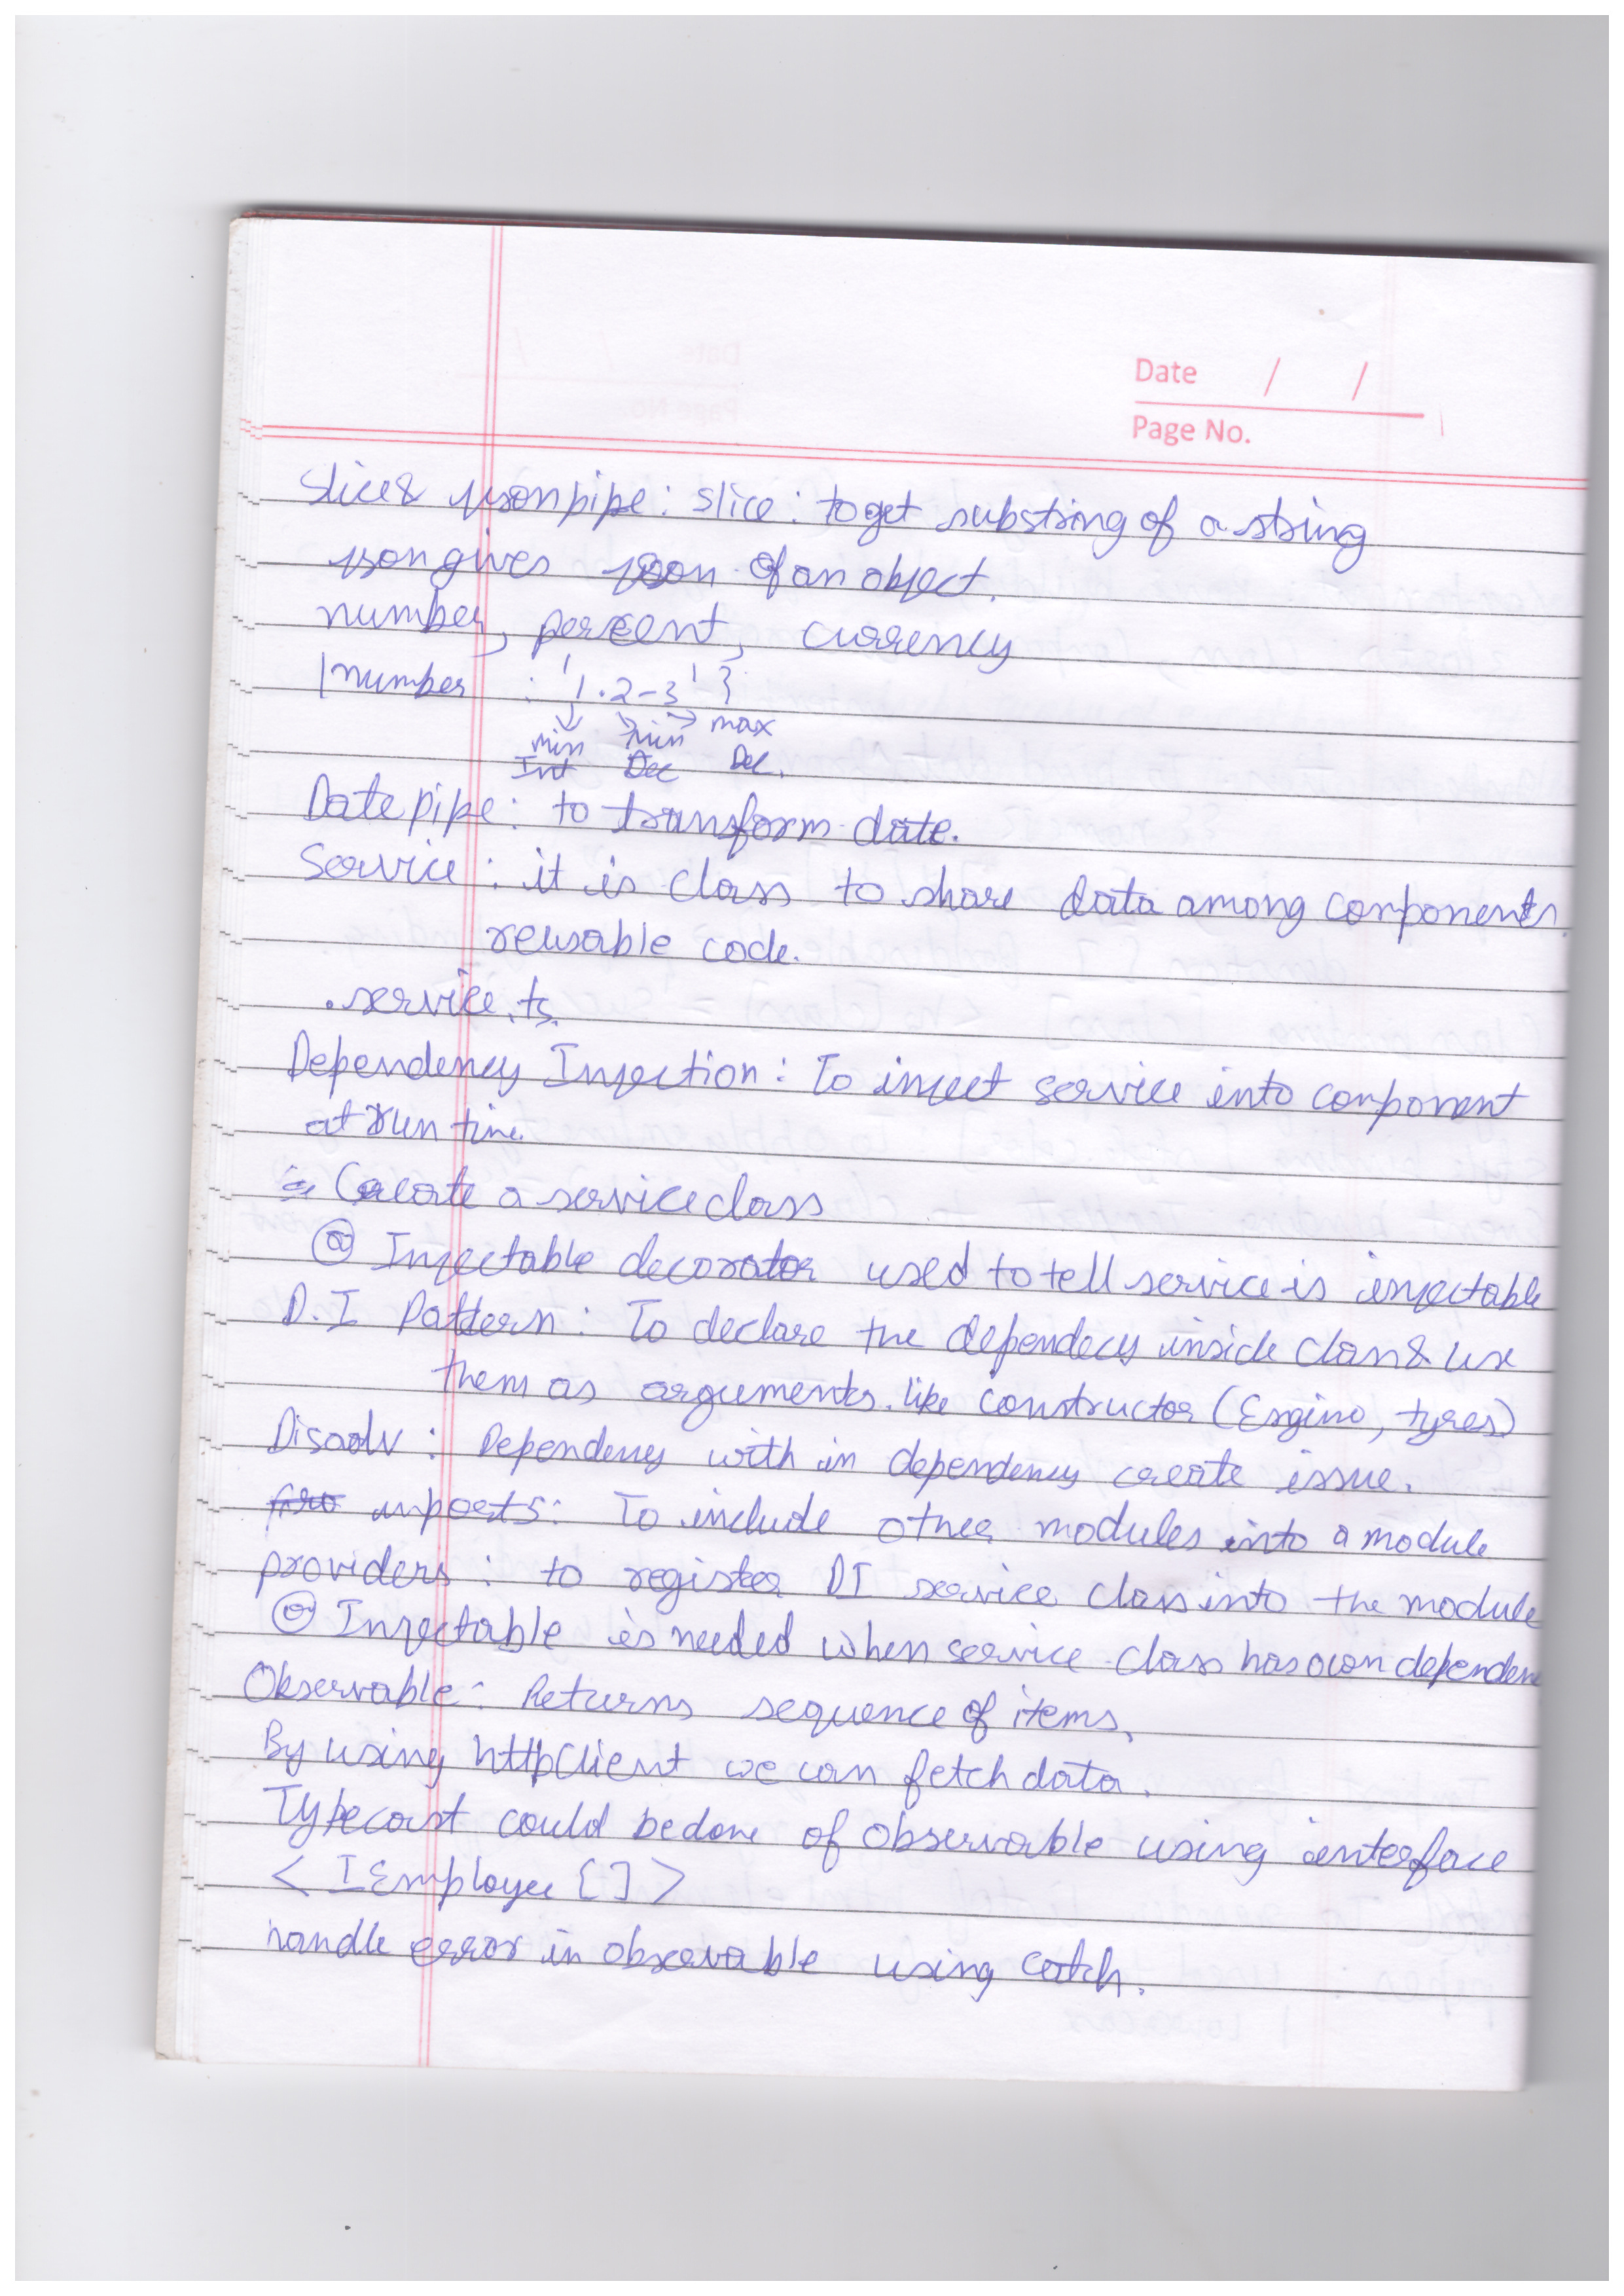 Date / /
Page No.
Slice & json pipe : slice : to get substring of a string
json gives json of an object.
number, percent, currency
| number : '1.2-3' }
min min max
Int Dec Dec.
Date pipe : to transform date.
Service : it is class to share data among components.
reusable code.
.service.ts
Dependency Injection : To inject service into component
at run time
Create a service class
@ Injectable decorator used to tell service is injectable
D.I Pattern : To declare the dependecy inside class & use
them as arguments. like constructor (Engine, tyres)
Disadv : Dependency with in dependency create issue.
imports : To include other modules into a module
providers : to register DI service class into the module
@ Injectable is needed when service class has own dependen
Observable : Returns sequence of items.
By using httpClient we can fetch data.
Typecast could be done of observable using interface
< IEmployee [] >
handle error in observable using catch.